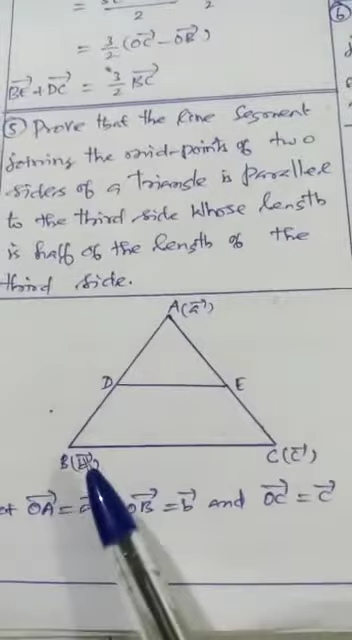 2
= 3/2 (OC⃗ - OB⃗)
BE⃗ + DC⃗ = 3/2 BC⃗
⑥
⑤ Prove that the line segment
joining the mid-points of two
sides of a Triangle is parallel
to the third side whose length
is half of the length of the
third side.
A(a⃗)
D E
B(b⃗) C(c⃗)
OA⃗ = OB⃗ = b⃗ and OC⃗ = c⃗